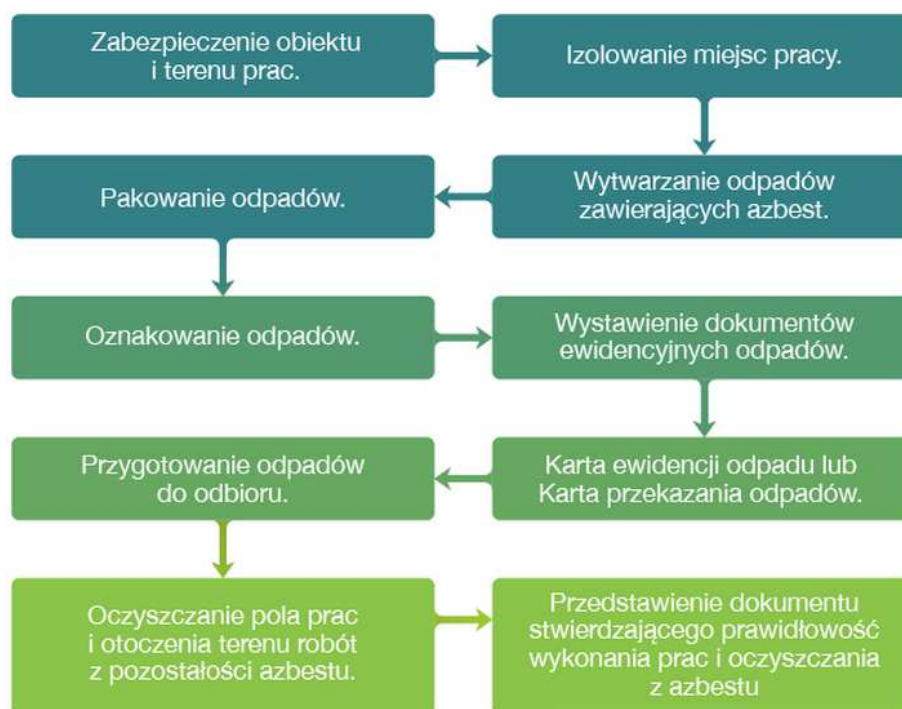 Zabezpieczenie obiektu
i terenu prac.
Izolowanie miejsc pracy.
Wytwarzanie odpadów
zawierających azbest.
Pakowanie odpadów.
Oznakowanie odpadów.
Wystawienie dokumentów
ewidencyjnych odpadów.
Karta ewidencji odpadu lub
Karta przekazania odpadów.
Przygotowanie odpadów
do odbioru.
Oczyszczanie pola prac
i otoczenia terenu robót
z pozostałości azbestu.
Przedstawienie dokumentu
stwierdzającego prawidłowość
wykonania prac i oczyszczania
z azbestu